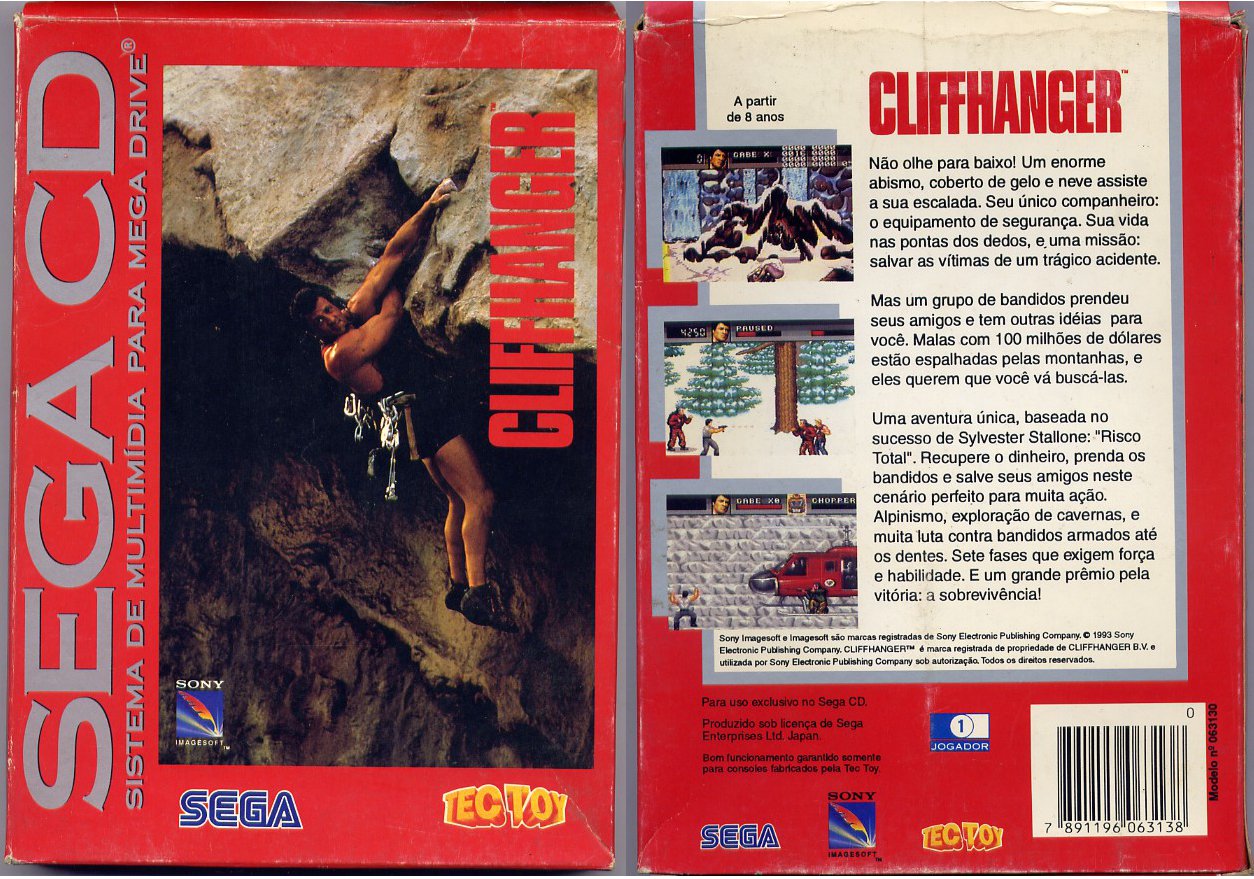 SEGA CD
SISTEMA DE MULTIMÍDIA PARA MEGA DRIVE®
CLIFFHANGER™
SONY
IMAGESOFT™
SEGA
TEC TOY
A partir
de 8 anos
CLIFFHANGER™
Não olhe para baixo! Um enorme
abismo, coberto de gelo e neve assiste
a sua escalada. Seu único companheiro:
o equipamento de segurança. Sua vida
nas pontas dos dedos, e uma missão:
salvar as vítimas de um trágico acidente.
Mas um grupo de bandidos prendeu
seus amigos e tem outras idéias para
você. Malas com 100 milhões de dólares
estão espalhadas pelas montanhas, e
eles querem que você vá buscá-las.
Uma aventura única, baseada no
sucesso de Sylvester Stallone: "Risco
Total". Recupere o dinheiro, prenda os
bandidos e salve seus amigos neste
cenário perfeito para muita ação.
Alpinismo, exploração de cavernas, e
muita luta contra bandidos armados até
os dentes. Sete fases que exigem força
e habilidade. E um grande prêmio pela
vitória: a sobrevivência!
GABE X
4250 PAUSED
GABE X0 CHOPPER
Sony Imagesoft e Imagesoft são marcas registradas de Sony Electronic Publishing Company. © 1993 Sony
Electronic Publishing Company. CLIFFHANGER™ é marca registrada de propriedade de CLIFFHANGER B.V. e
utilizada por Sony Electronic Publishing Company sob autorização. Todos os direitos reservados.
Para uso exclusivo no Sega CD.
Produzido sob licença de Sega
Enterprises Ltd. Japan.
Bom funcionamento garantido somente
para consoles fabricados pela Tec Toy.
1
JOGADOR
SEGA
SONY
IMAGESOFT™
TEC TOY
0
7 891196 063138
Modelo nº 063130